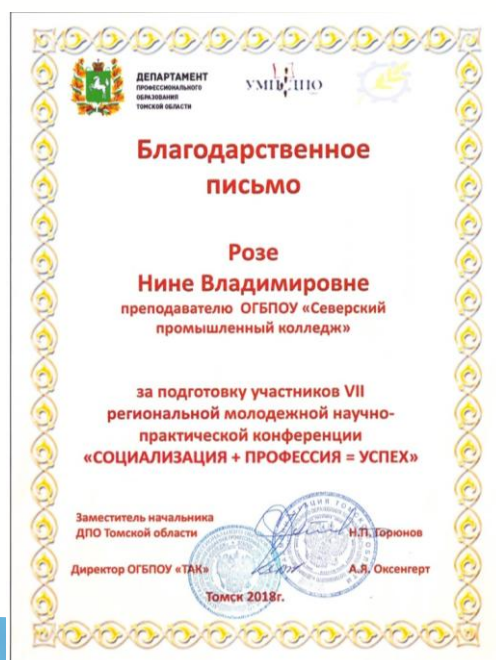 ДЕПАРТАМЕНТ
ПРОФЕССИОНАЛЬНОГО
ОБРАЗОВАНИЯ
ТОМСКОЙ ОБЛАСТИ
Благодарственное
письмо
Розе
Нине Владимировне
преподавателю ОГБПОУ «Северский
промышленный колледж»
за подготовку участников VII
региональной молодежной научно-
практической конференции
«СОЦИАЛИЗАЦИЯ + ПРОФЕССИЯ = УСПЕХ»
Заместитель начальника
ДПО Томской области Н.П. Горюнов
Директор ОГБПОУ «ТАК» А.Я. Оксенгерт
Томск 2018г.